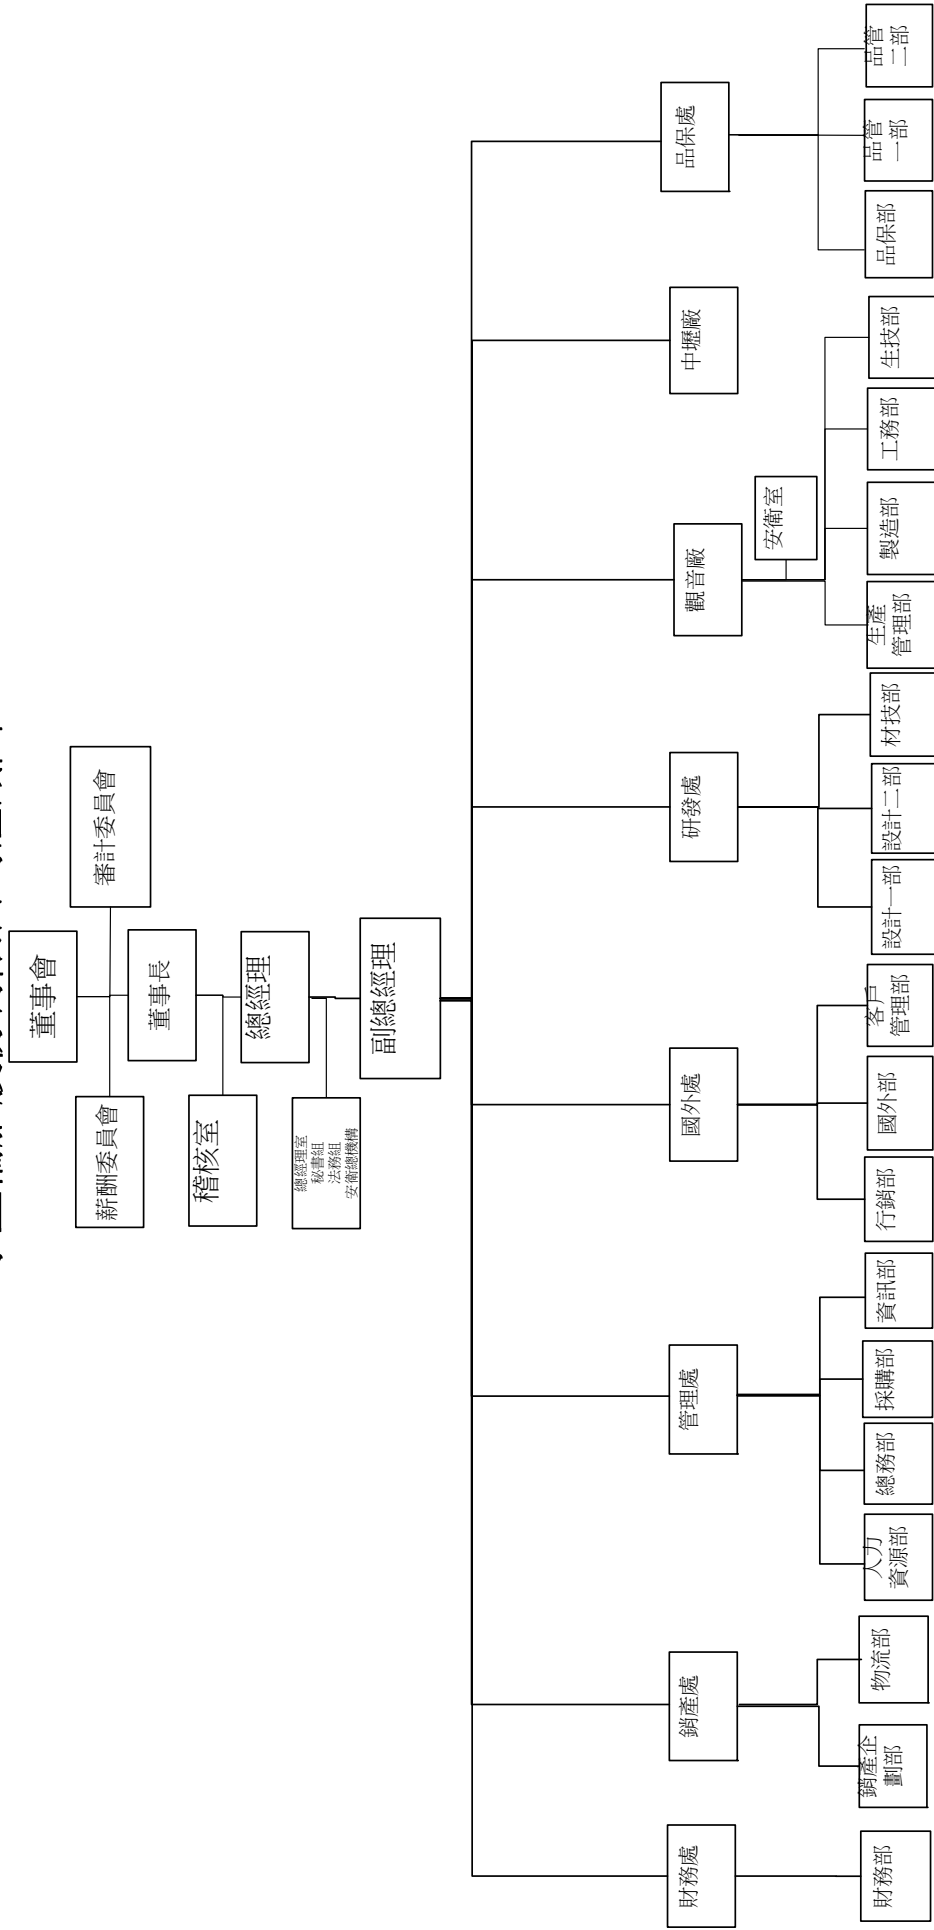 董事會
審計委員會
薪酬委員會
董事長
稽核室
總經理
總經理室
秘書組
法務組
安衛總機構
副總經理
財務處
銷產處
管理處
國外處
研發處
觀音廠
中壢廠
品保處
安衛室
財務部
銷產企
劃部
物流部
人力
資源部
總務部
採購部
資訊部
行銷部
國外部
客戶
管理部
設計一部
設計二部
材技部
生產
管理部
製造部
工務部
生技部
品保部
品管
一部
品管
二部